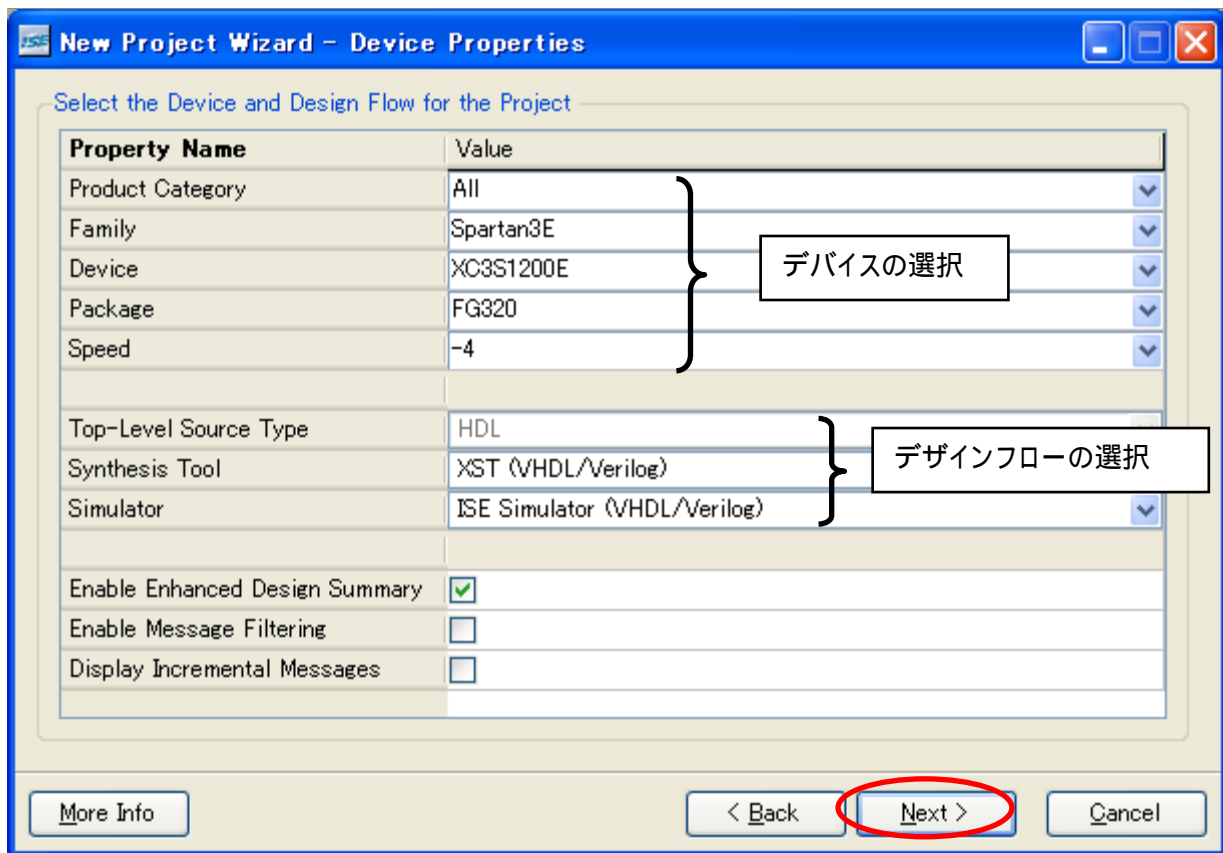 ISE New Project Wizard - Device Properties
Select the Device and Design Flow for the Project
Property Name Value
Product Category All
Family Spartan3E
デバイスの選択
Device XC3S1200E
Package FG320
Speed -4
Top-Level Source Type HDL
デザインフローの選択
Synthesis Tool XST (VHDL/Verilog)
Simulator ISE Simulator (VHDL/Verilog)
Enable Enhanced Design Summary
Enable Message Filtering
Display Incremental Messages
More Info < Back Next > Cancel